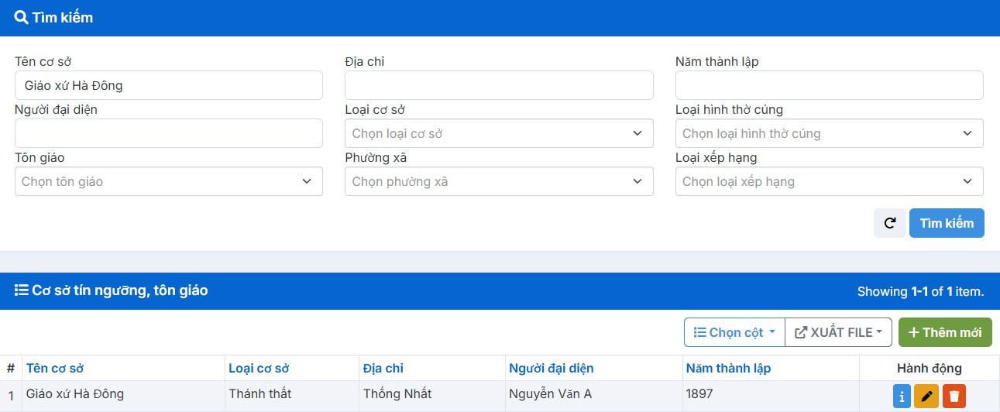 Tìm kiếm
Tên cơ sở Địa chỉ Năm thành lập
Giáo xứ Hà Đông
Người đại diện Loại cơ sở Loại hình thờ cúng
Chọn loại cơ sở Chọn loại hình thờ cúng
Tôn giáo Phường xã Loại xếp hạng
Chọn tôn giáo Chọn phường xã Chọn loại xếp hạng
Tìm kiếm
Cơ sở tín ngưỡng, tôn giáo Showing 1-1 of 1 item.
Chọn cột XUẤT FILE + Thêm mới
# Tên cơ sở Loại cơ sở Địa chỉ Người đại diện Năm thành lập Hành động
1 Giáo xứ Hà Đông Thánh thất Thống Nhất Nguyễn Văn A 1897